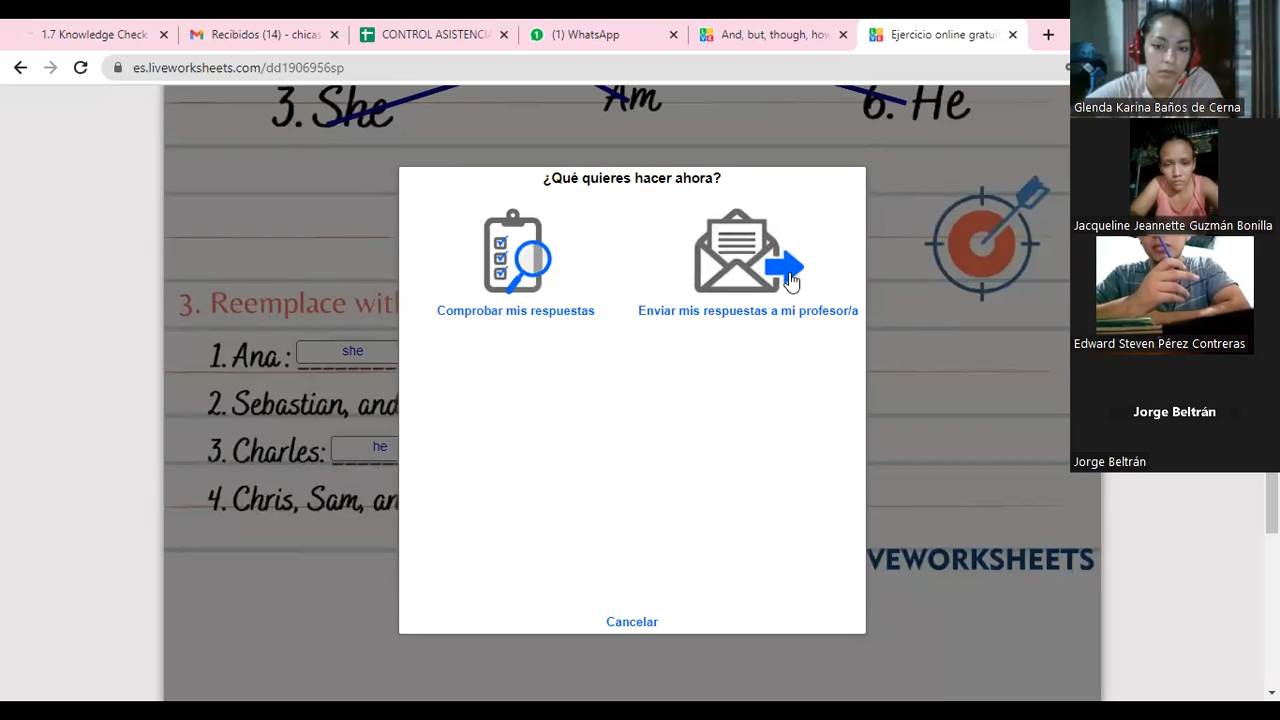 1.7 Knowledge Check
Recibidos (14) - chicas
CONTROL ASISTENCIA
(1) WhatsApp
And, but, though, how
Ejercicio online gratuit
es.liveworksheets.com/dd1906956sp
3. She
Am
6. He
¿Qué quieres hacer ahora?
Comprobar mis respuestas
Enviar mis respuestas a mi profesor/a
3. Reemplace wit
1. Ana : she
2. Sebastian, and
3. Charles: he
4. Chris, Sam, an
VEWORKSHEETS
Cancelar
Glenda Karina Baños de Cerna
Jacqueline Jeannette Guzmán Bonilla
Edward Steven Pérez Contreras
Jorge Beltrán
Jorge Beltrán